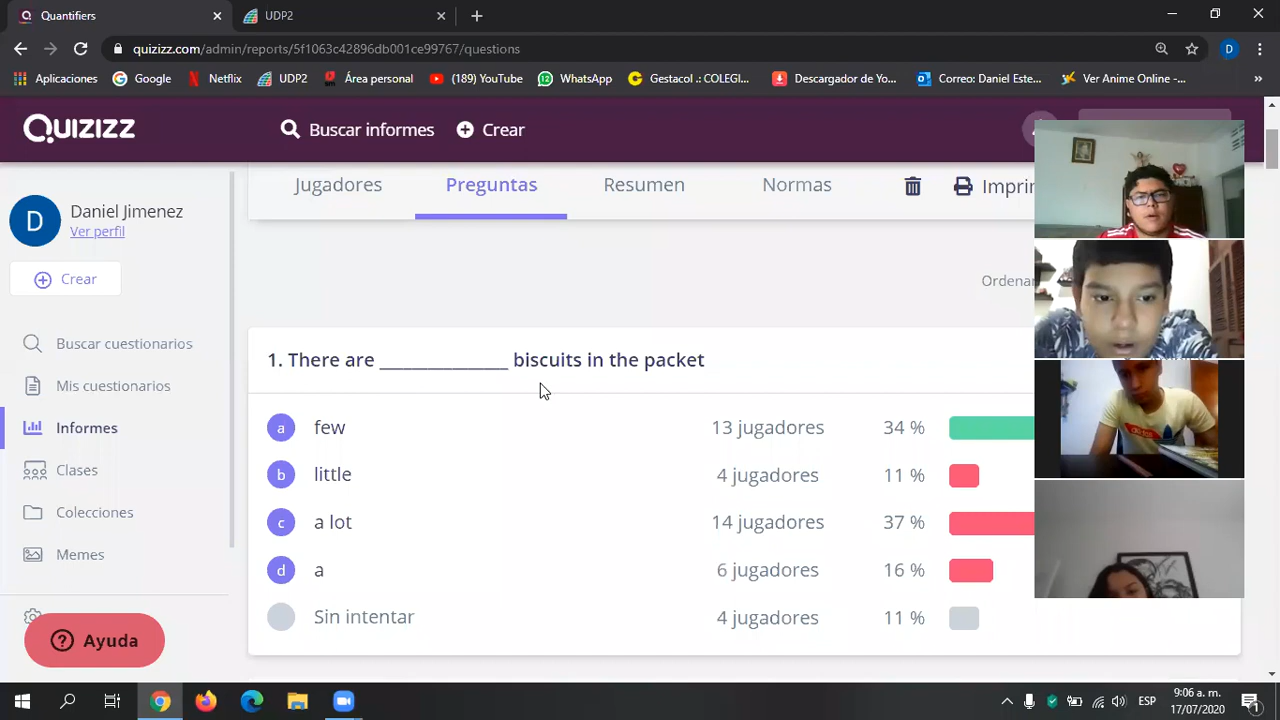 Quantifiers
UDP2
quizizz.com/admin/reports/5f1063c42896db001ce99767/questions
D
Aplicaciones
Google
Netflix
UDP2
Área personal
(189) YouTube
WhatsApp
Gestacol .: COLEGI...
Descargador de Yo...
Correo: Daniel Este...
Ver Anime Online -...
»
QUIZIZZ
Buscar informes
Crear
Jugadores
Preguntas
Resumen
Normas
Imprir
D
Daniel Jimenez
Ver perfil
Crear
Ordenar
Buscar cuestionarios
Mis cuestionarios
Informes
Clases
Colecciones
Memes
Ayuda
1. There are ________________ biscuits in the packet
a few 13 jugadores 34 %
b little 4 jugadores 11 %
c a lot 14 jugadores 37 %
d a 6 jugadores 16 %
Sin intentar 4 jugadores 11 %
ESP
9:06 a. m.
17/07/2020
1